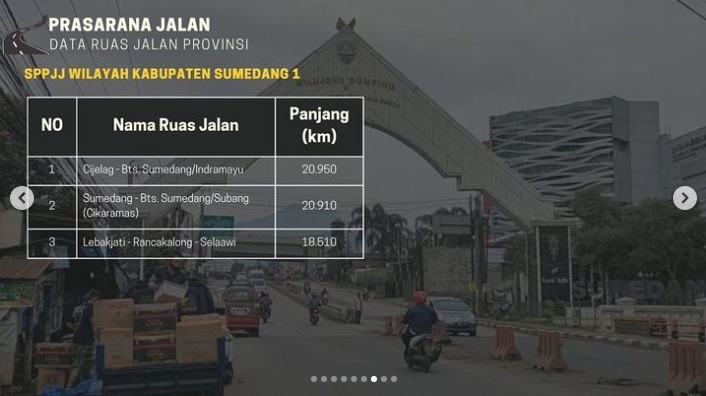 PRASARANA JALAN
DATA RUAS JALAN PROVINSI
SPPJJ WILAYAH KABUPATEN SUMEDANG 1
NO Nama Ruas Jalan Panjang (km)
1 Cijelag - Bts. Sumedang/Indramayu 20.950
2 Sumedang - Bts. Sumedang/Subang (Cikaramas) 20.910
3 Lebakjati - Rancakalong - Selaawi 18.510
WILUJENG SUMPING
SUMEDANG